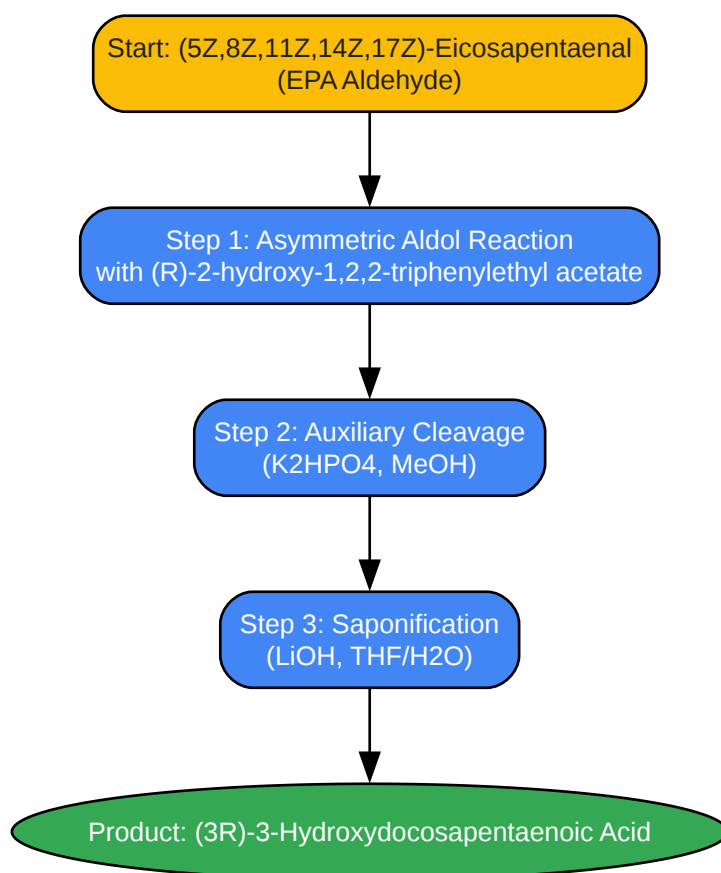 Start: (5Z,8Z,11Z,14Z,17Z)-Eicosapentaenal
(EPA Aldehyde)
Step 1: Asymmetric Aldol Reaction
with (R)-2-hydroxy-1,2,2-triphenylethyl acetate
Step 2: Auxiliary Cleavage
(K2HPO4, MeOH)
Step 3: Saponification
(LiOH, THF/H2O)
Product: (3R)-3-Hydroxydocosapentaenoic Acid